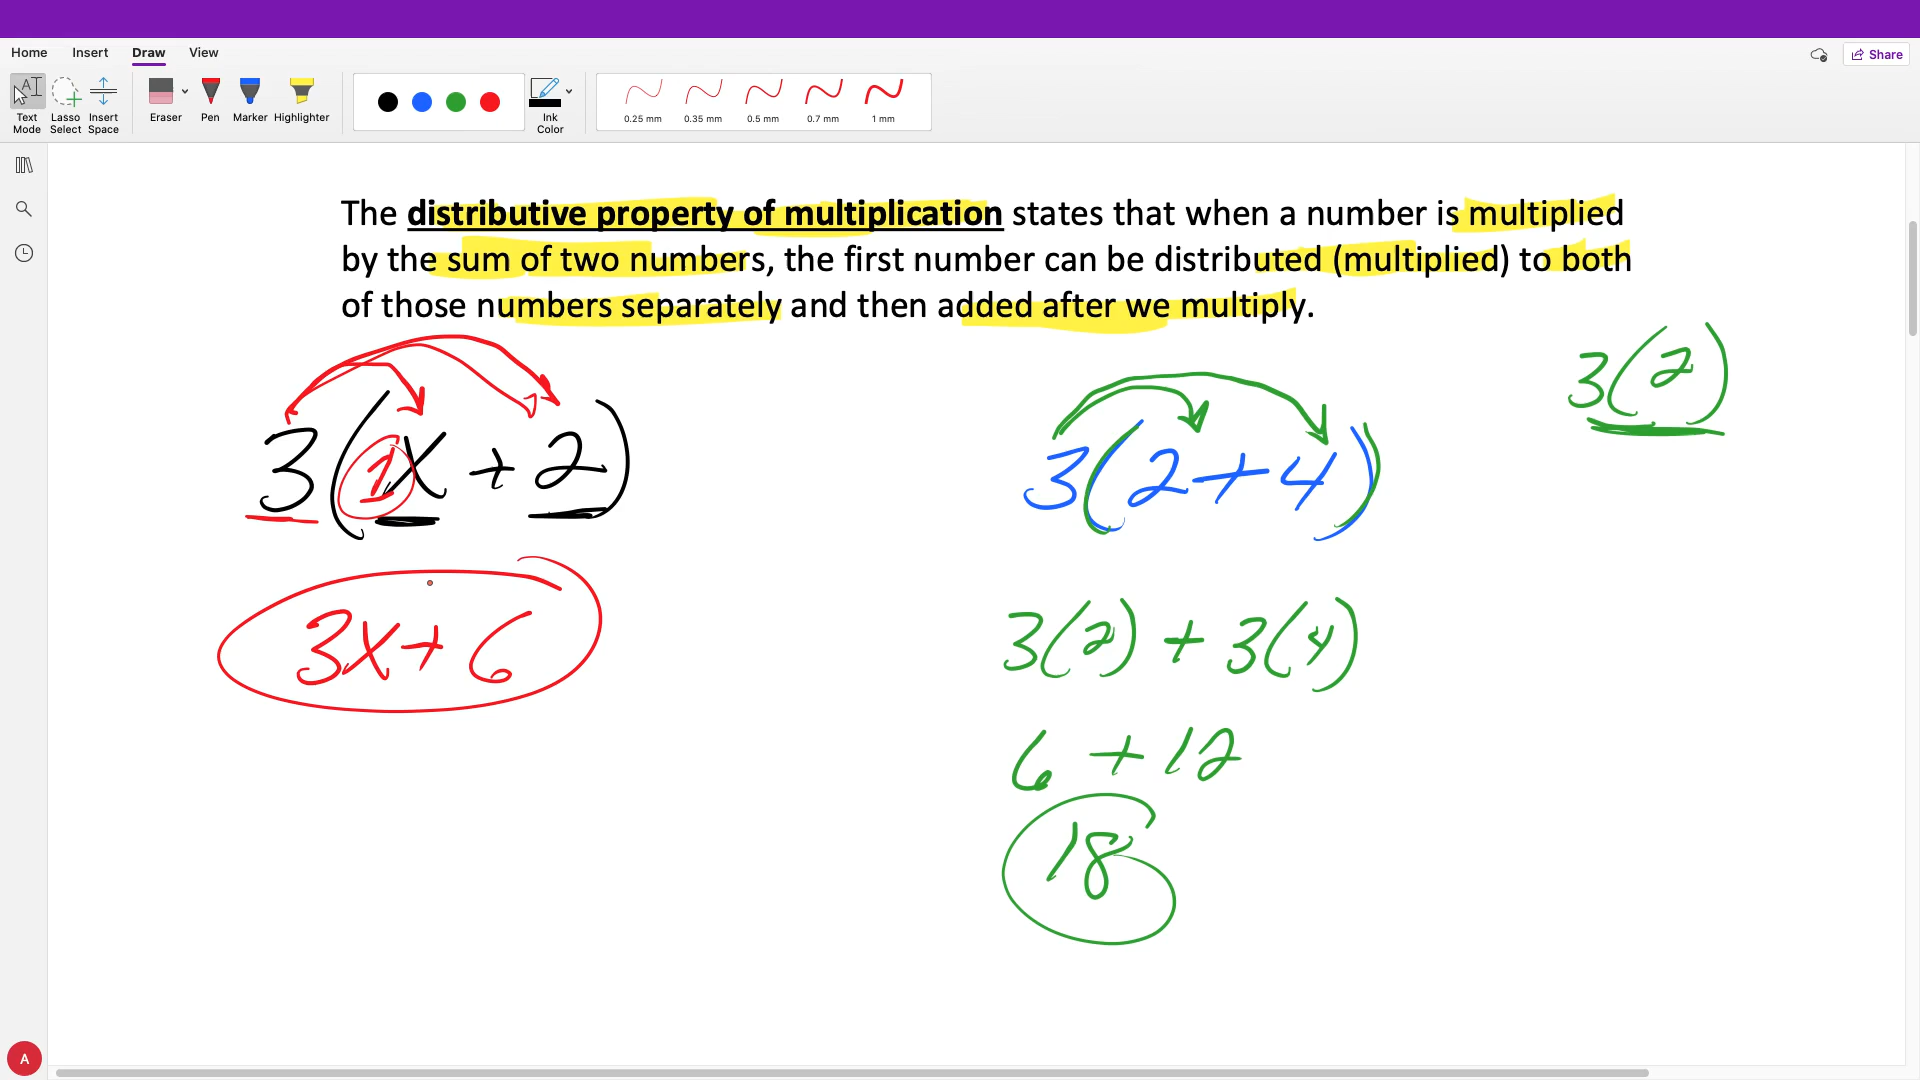 Home Insert Draw View
Share
Text Mode Lasso Select Insert Space Eraser Pen Marker Highlighter Ink Color 0.25 mm 0.35 mm 0.5 mm 0.7 mm 1 mm
The distributive property of multiplication states that when a number is multiplied
by the sum of two numbers, the first number can be distributed (multiplied) to both
of those numbers separately and then added after we multiply.
3(1x + 2)
3x + 6
3(2+4)
3(2) + 3(4)
6 + 12
18
3(2)
A